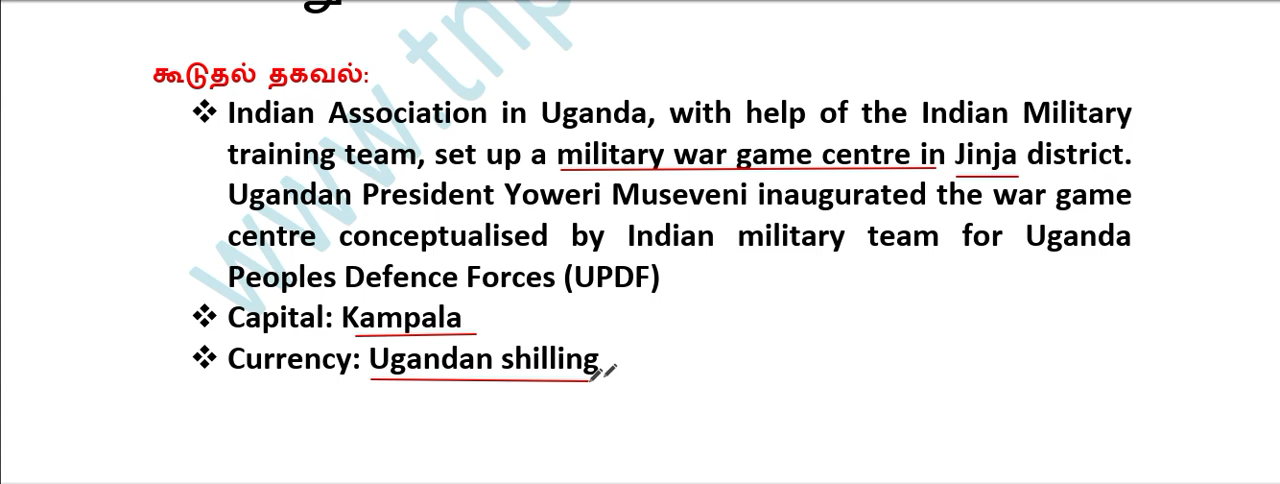 கூடுதல் தகவல்:
❖ Indian Association in Uganda, with help of the Indian Military
training team, set up a military war game centre in Jinja district.
Ugandan President Yoweri Museveni inaugurated the war game
centre conceptualised by Indian military team for Uganda
Peoples Defence Forces (UPDF)
❖ Capital: Kampala
❖ Currency: Ugandan shilling
www.tnp